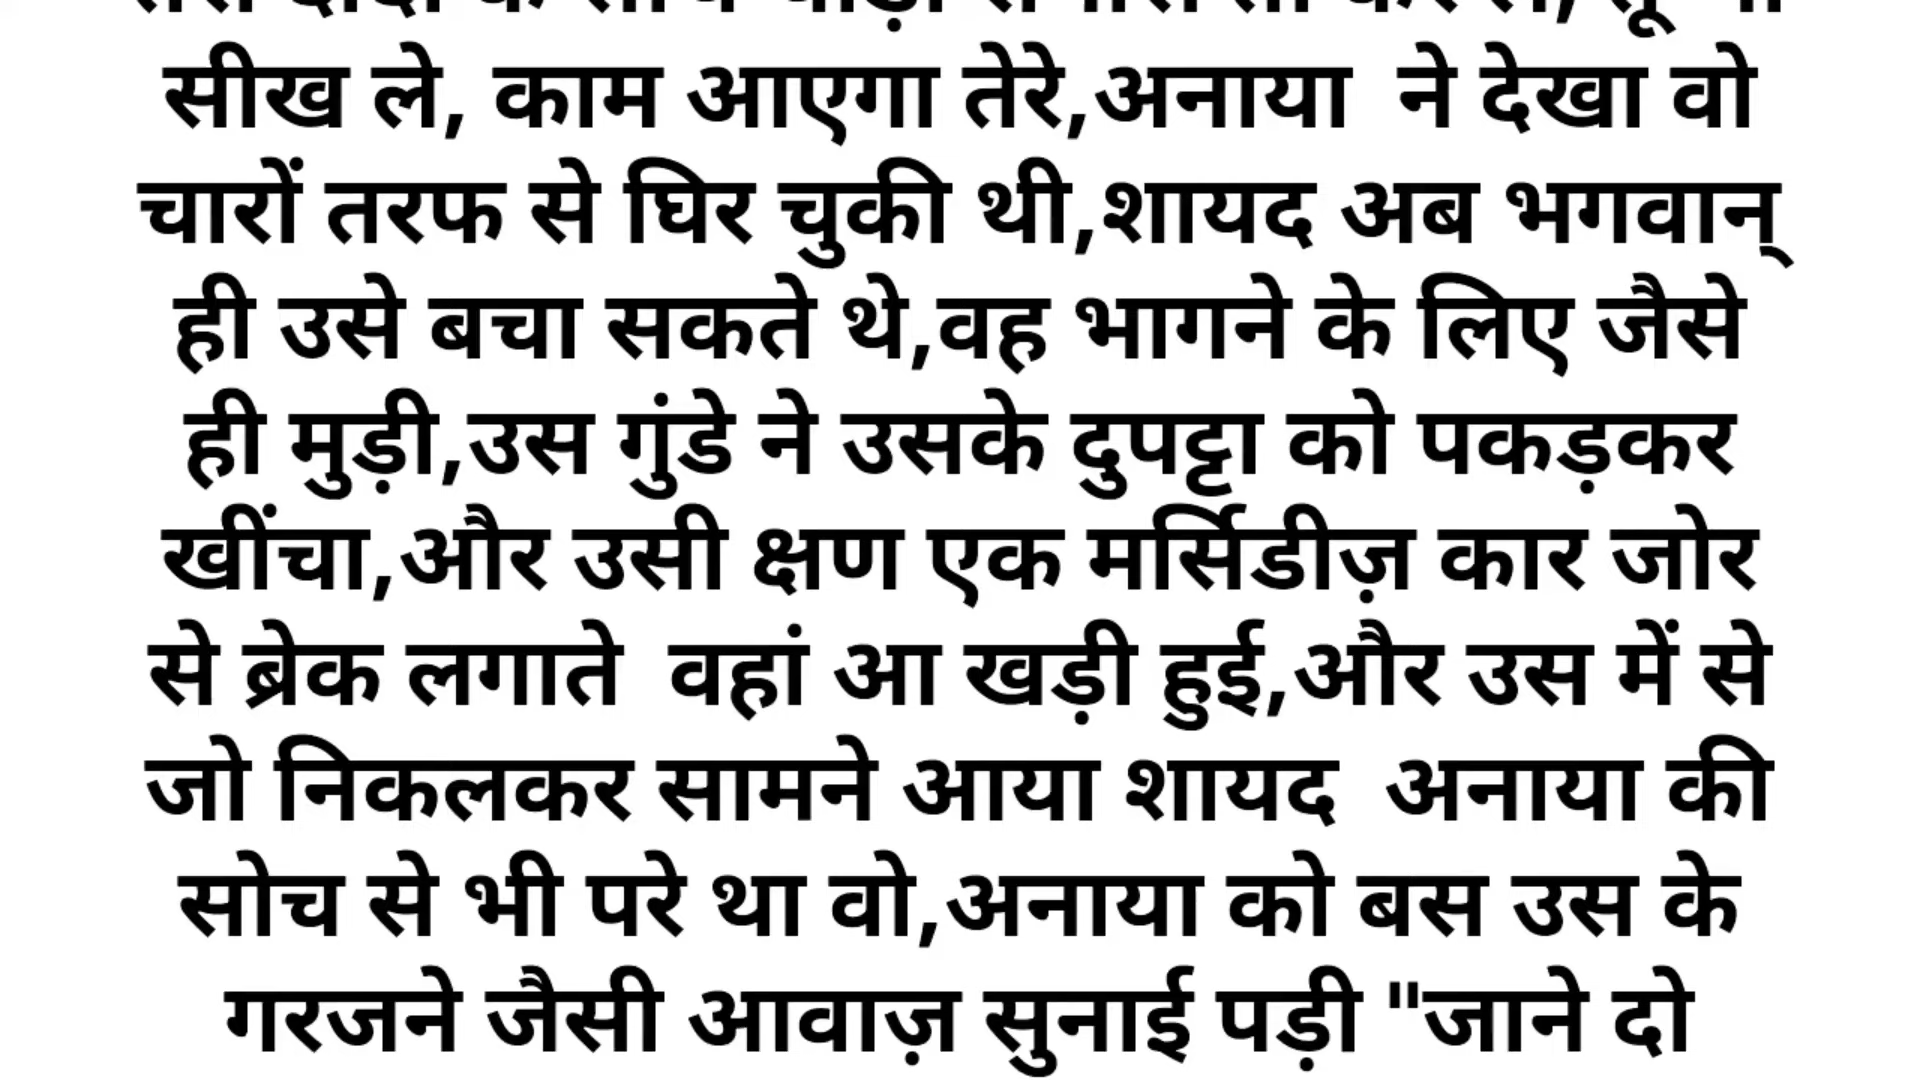 सीख ले, काम आएगा तेरे,अनाया ने देखा वो
चारों तरफ से घिर चुकी थी,शायद अब भगवान्
ही उसे बचा सकते थे,वह भागने के लिए जैसे
ही मुड़ी,उस गुंडे ने उसके दुपट्टा को पकड़कर
खींचा,और उसी क्षण एक मर्सिडीज़ कार जोर
से ब्रेक लगाते वहां आ खड़ी हुई,और उस में से
जो निकलकर सामने आया शायद अनाया की
सोच से भी परे था वो,अनाया को बस उस के
गरजने जैसी आवाज़ सुनाई पड़ी "जाने दो